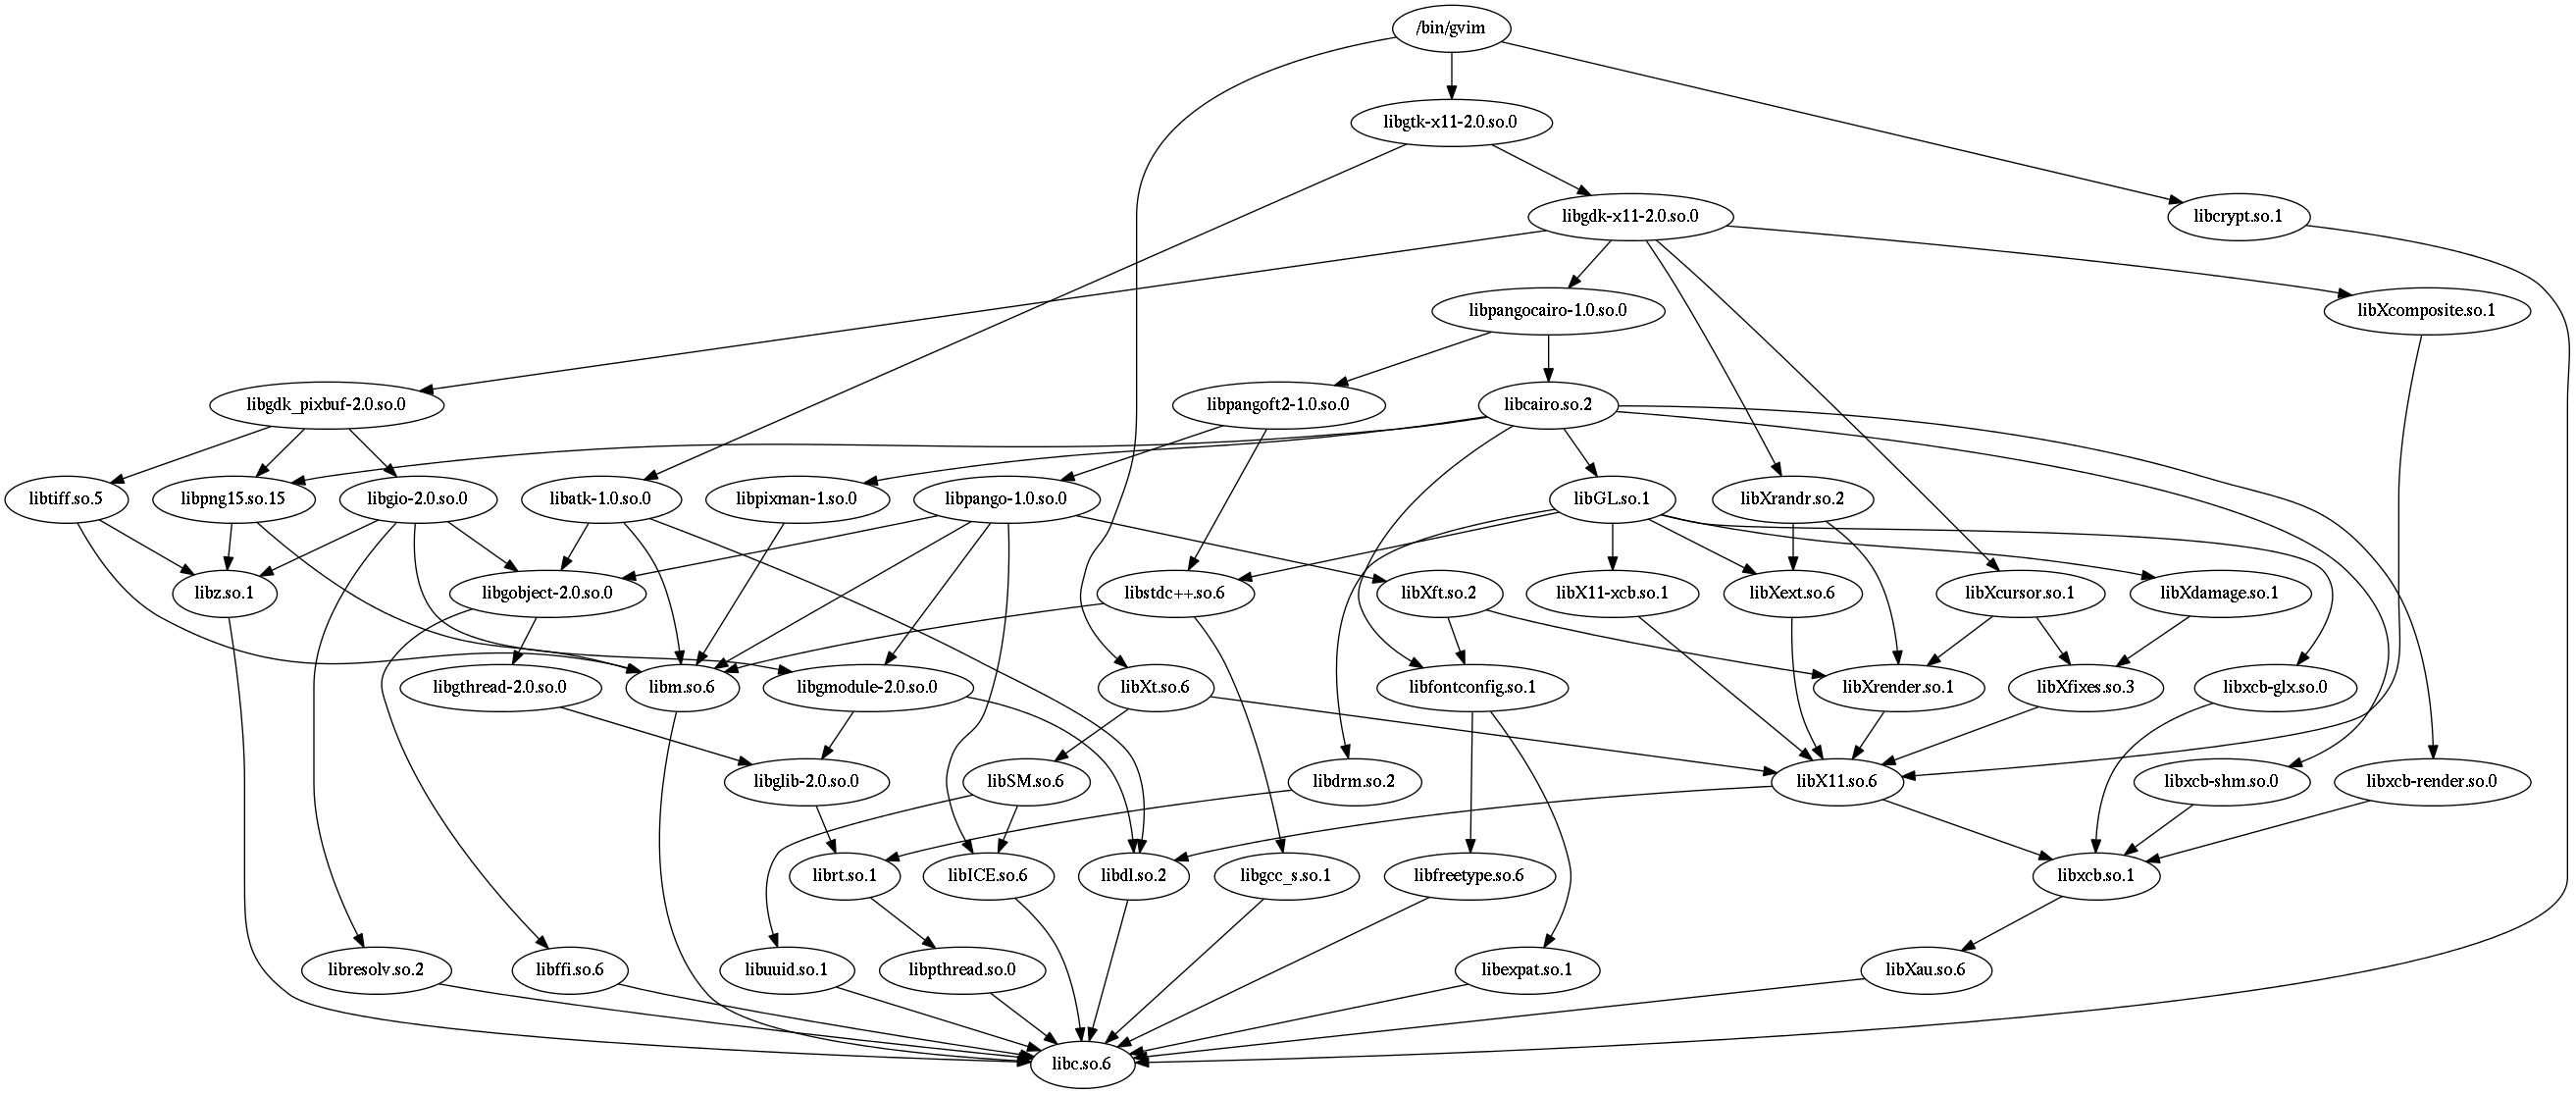 /bin/gvim
libgtk-x11-2.0.so.0
libgdk-x11-2.0.so.0
libcrypt.so.1
libpangocairo-1.0.so.0
libXcomposite.so.1
libgdk_pixbuf-2.0.so.0
libpangoft2-1.0.so.0
libcairo.so.2
libtiff.so.5
libpng15.so.15
libgio-2.0.so.0
libatk-1.0.so.0
libpixman-1.so.0
libpango-1.0.so.0
libGL.so.1
libXrandr.so.2
libz.so.1
libgobject-2.0.so.0
libstdc++.so.6
libXft.so.2
libX11-xcb.so.1
libXext.so.6
libXcursor.so.1
libXdamage.so.1
libgthread-2.0.so.0
libm.so.6
libgmodule-2.0.so.0
libXt.so.6
libfontconfig.so.1
libXrender.so.1
libXfixes.so.3
libxcb-glx.so.0
libglib-2.0.so.0
libSM.so.6
libdrm.so.2
libX11.so.6
libxcb-shm.so.0
libxcb-render.so.0
librt.so.1
libICE.so.6
libdl.so.2
libgcc_s.so.1
libfreetype.so.6
libxcb.so.1
libresolv.so.2
libffi.so.6
libuuid.so.1
libpthread.so.0
libexpat.so.1
libXau.so.6
libc.so.6